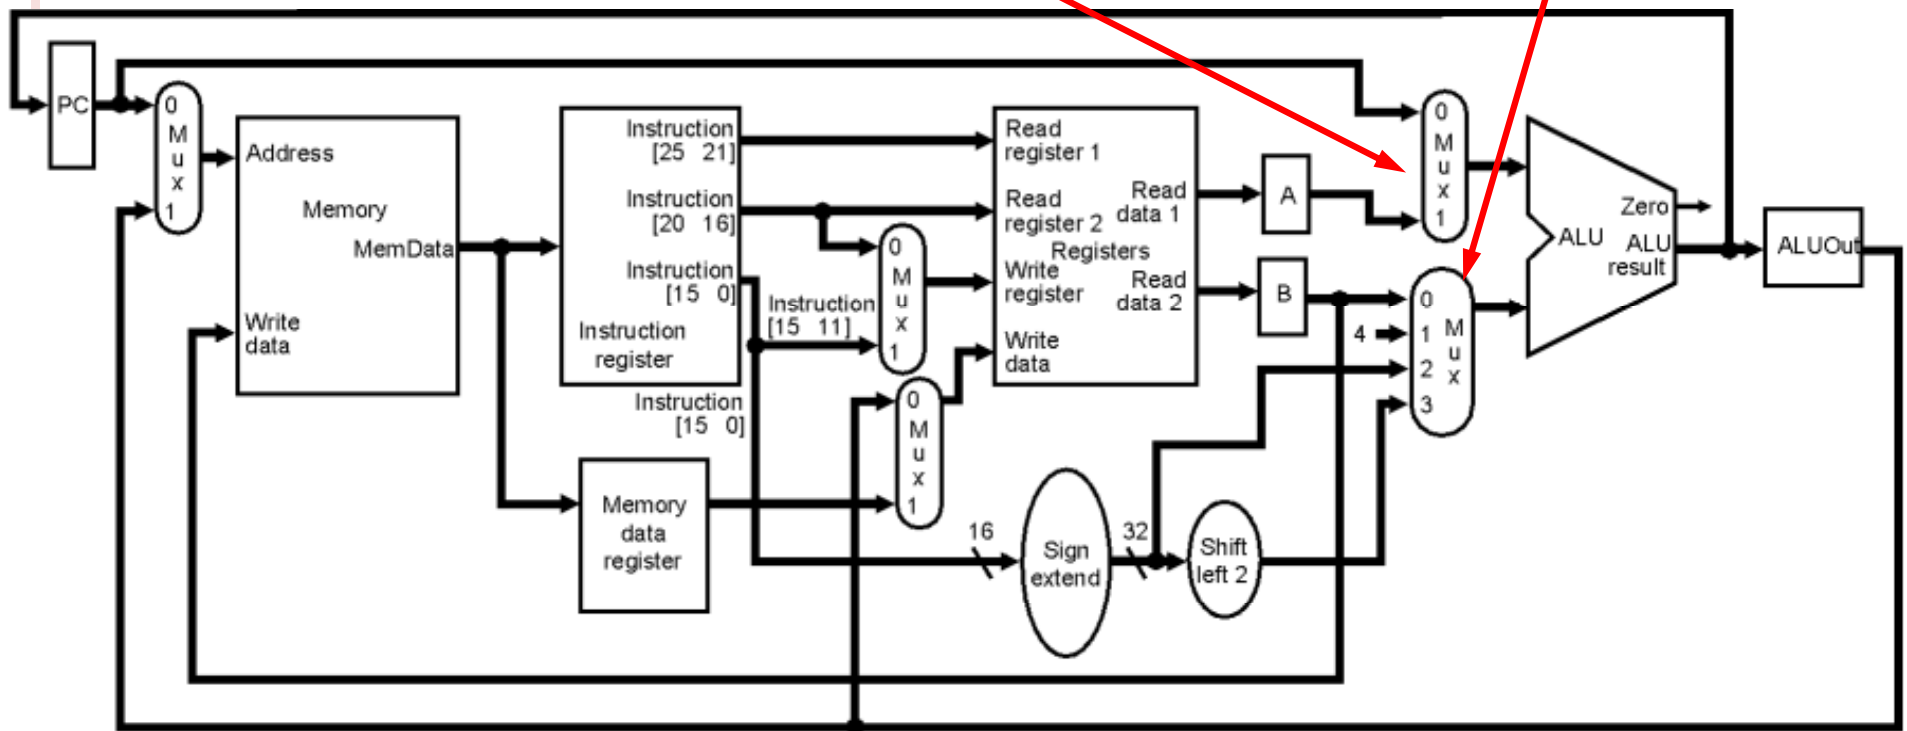 PC
0
M
u
x
1
Address
Memory
MemData
Write
data
Instruction
[25 21]
Instruction
[20 16]
Instruction
[15 0]
Instruction
register
Instruction
[15 11]
Instruction
[15 0]
0
M
u
x
1
0
M
u
x
1
Memory
data
register
Read
register 1
Read
register 2
Registers
Write
register
Write
data
Read
data 1
Read
data 2
A
B
4
16
Sign
extend
32
Shift
left 2
0
M
u
x
1
0
1
2
3
M
u
x
Zero
ALU
ALU
result
ALUOut